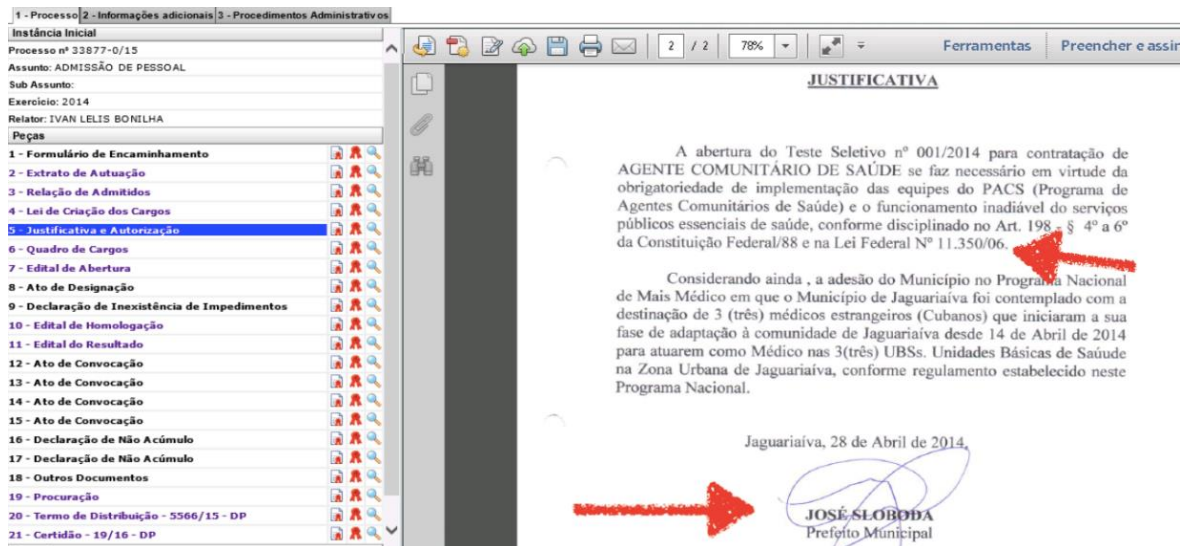 1 - Processo 2 - Informações adicionais 3 - Procedimentos Administrativos
Instância Inicial
Processo nº 33877-0/15
Assunto: ADMISSÃO DE PESSOAL
Sub Assunto:
Exercício: 2014
Relator: IVAN LELIS BONILHA
Peças
1 - Formulário de Encaminhamento
2 - Extrato de Autuação
3 - Relação de Admitidos
4 - Lei de Criação dos Cargos
5 - Justificativa e Autorização
6 - Quadro de Cargos
7 - Edital de Abertura
8 - Ato de Designação
9 - Declaração de Inexistência de Impedimentos
10 - Edital de Homologação
11 - Edital do Resultado
12 - Ato de Convocação
13 - Ato de Convocação
14 - Ato de Convocação
15 - Ato de Convocação
16 - Declaração de Não Acúmulo
17 - Declaração de Não Acúmulo
18 - Outros Documentos
19 - Procuração
20 - Termo de Distribuição - 5566/15 - DP
21 - Certidão - 19/16 - DP
2 / 2 78% Ferramentas Preencher e assin
JUSTIFICATIVA
A abertura do Teste Seletivo nº 001/2014 para contratação de
AGENTE COMUNITÁRIO DE SAÚDE se faz necessário em virtude da
obrigatoriedade de implementação das equipes do PACS (Programa de
Agentes Comunitários de Saúde) e o funcionamento inadiável do serviços
públicos essenciais de saúde, conforme disciplinado no Art. 198 - § 4º a 6º
da Constituição Federal/88 e na Lei Federal Nº 11.350/06.
Considerando ainda , a adesão do Município no Programa Nacional
de Mais Médico em que o Município de Jaguariaíva foi contemplado com a
destinação de 3 (três) médicos estrangeiros (Cubanos) que iniciaram a sua
fase de adaptação à comunidade de Jaguariaíva desde 14 de Abril de 2014
para atuarem como Médico nas 3(três) UBSs. Unidades Básicas de Saúude
na Zona Urbana de Jaguariaíva, conforme regulamento estabelecido neste
Programa Nacional.
Jaguariaíva, 28 de Abril de 2014.
JOSÉ SLOBODA
Prefeito Municipal